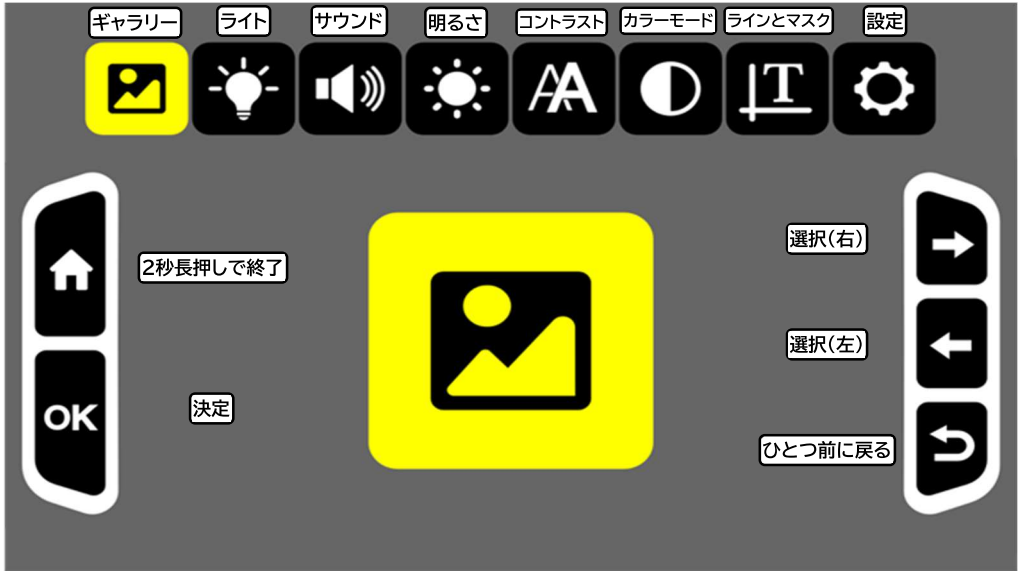 ギャラリー
ライト
サウンド
明るさ
コントラスト
カラーモード
ラインとマスク
設定
AA
T
2秒長押しで終了
選択(右)
選択(左)
OK
決定
ひとつ前に戻る